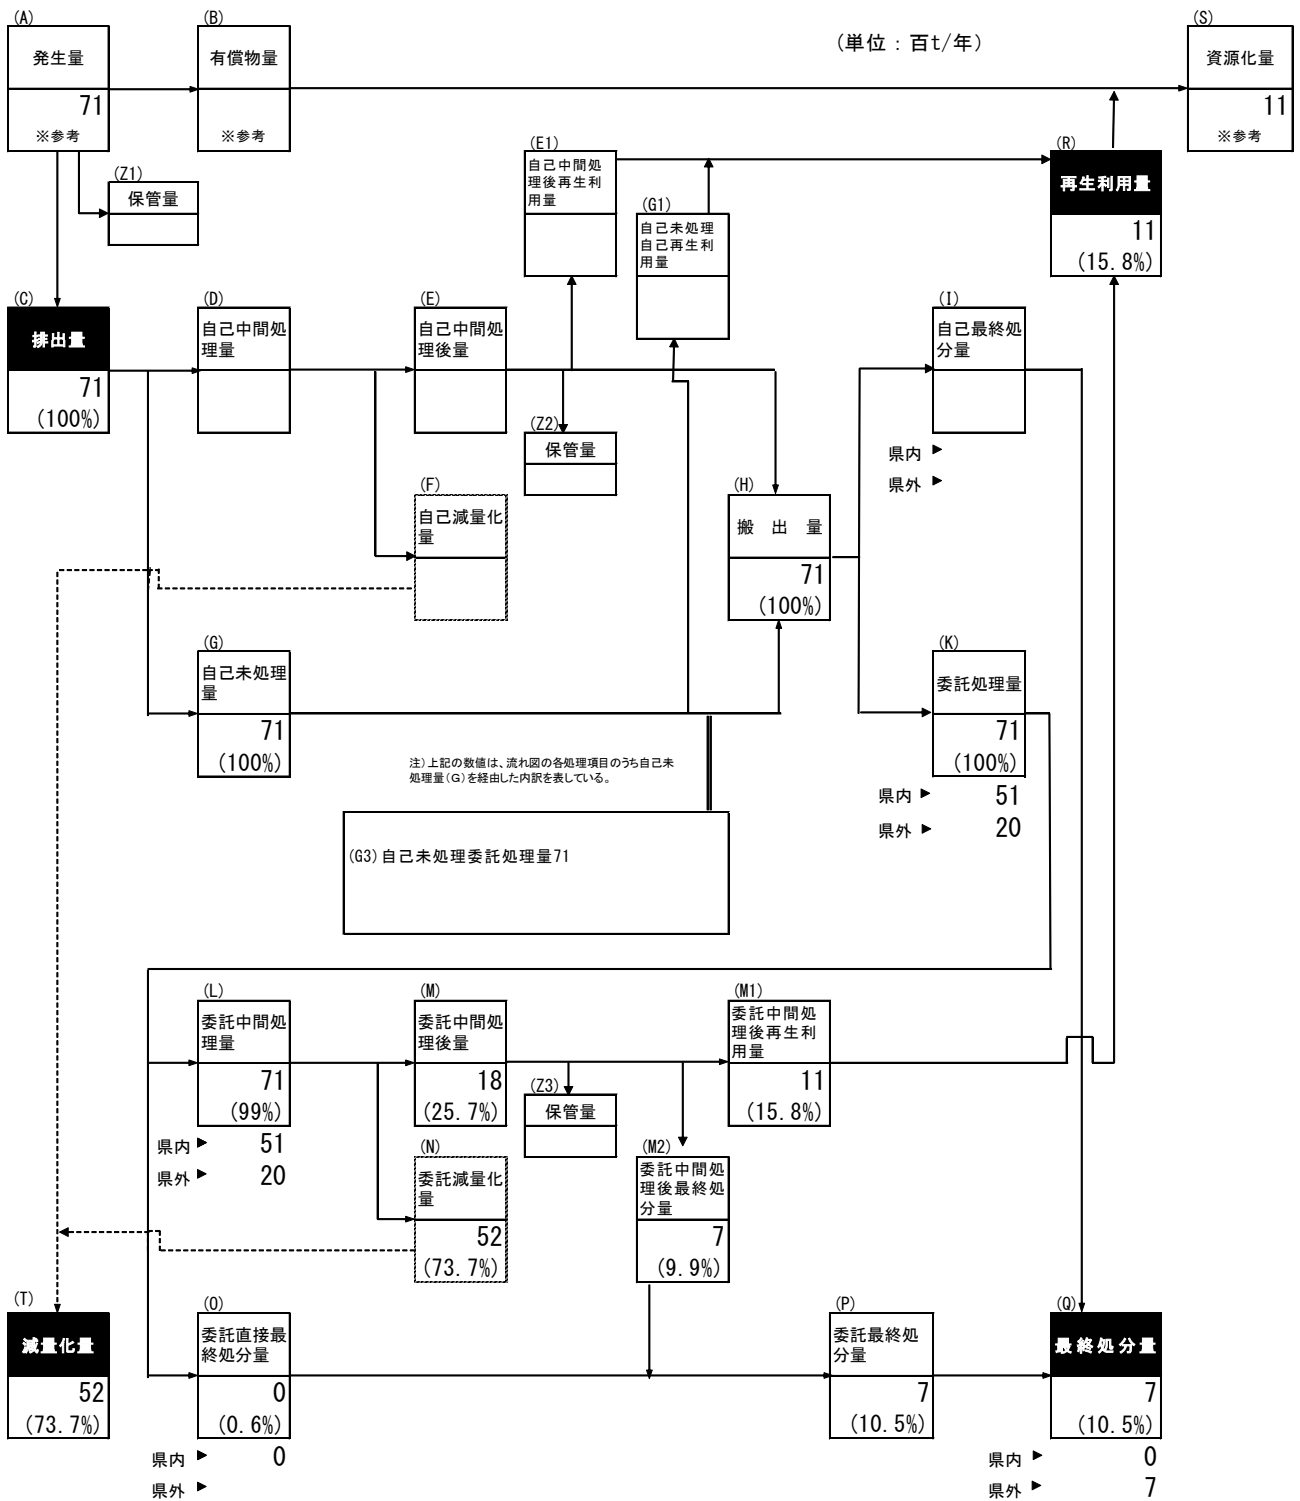 (A)
発生量
71
※参考
(B)
有償物量
※参考
(単位：百t/年)
(S)
資源化量
11
※参考
(Z1)
保管量
(E1)
自己中間処
理後再生利
用量
(G1)
自己未処理
自己再生利
用量
(R)
再生利用量
11
(15.8%)
(C)
排出量
71
(100%)
(D)
自己中間処
理量
(E)
自己中間処
理後量
(I)
自己最終処
分量
県内 ▶
県外 ▶
(Z2)
保管量
(F)
自己減量化
量
(H)
搬 出 量
71
(100%)
(G)
自己未処理
量
71
(100%)
(K)
委託処理量
71
(100%)
県内 ▶ 51
県外 ▶ 20
注)上記の数値は、流れ図の各処理項目のうち自己未
処理量(G)を経由した内訳を表している。
(G3)自己未処理委託処理量71
(L)
委託中間処
理量
71
(99%)
県内 ▶ 51
県外 ▶ 20
(M)
委託中間処
理後量
18
(25.7%)
(M1)
委託中間処
理後再生利
用量
11
(15.8%)
(Z3)
保管量
(N)
委託減量化
量
52
(73.7%)
(M2)
委託中間処
理後最終処
分量
7
(9.9%)
(T)
減量化量
52
(73.7%)
(O)
委託直接最
終処分量
0
(0.6%)
県内 ▶ 0
県外 ▶
(P)
委託最終処
分量
7
(10.5%)
(Q)
最終処分量
7
(10.5%)
県内 ▶ 0
県外 ▶ 7